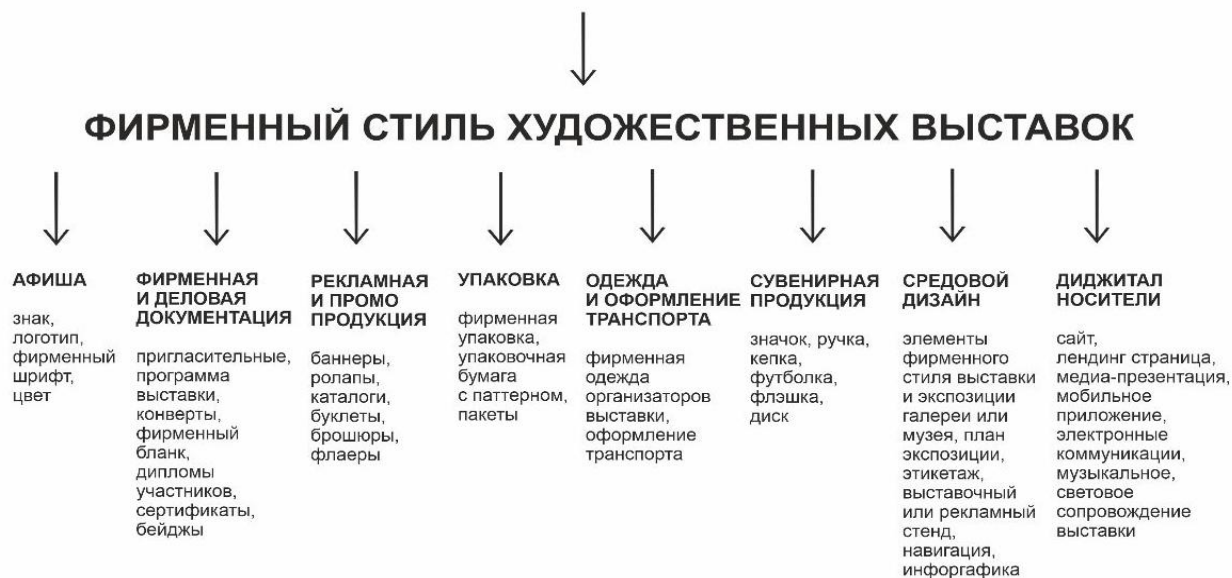 ФИРМЕННЫЙ СТИЛЬ ХУДОЖЕСТВЕННЫХ ВЫСТАВОК
АФИША
знак,
логотип,
фирменный
шрифт,
цвет
ФИРМЕННАЯ
И ДЕЛОВАЯ
ДОКУМЕНТАЦИЯ
пригласительные,
программа
выставки,
конверты,
фирменный
бланк,
дипломы
участников,
сертификаты,
бейджы
РЕКЛАМНАЯ
И ПРОМО
ПРОДУКЦИЯ
баннеры,
ролапы,
каталоги,
буклеты,
брошюры,
флаеры
УПАКОВКА
фирменная
упаковка,
упаковочная
бумага
с паттерном,
пакеты
ОДЕЖДА
И ОФОРМЛЕНИЕ
ТРАНСПОРТА
фирменная
одежда
организаторов
выставки,
оформление
транспорта
СУВЕНИРНАЯ
ПРОДУКЦИЯ
значок, ручка,
кепка,
футболка,
флэшка,
диск
СРЕДОВОЙ
ДИЗАЙН
элементы
фирменного
стиля выставки
и экспозиции
галереи или
музея, план
экспозиции,
этикетаж,
выставочный
или рекламный
стенд,
навигация,
инфоргафика
ДИДЖИТАЛ
НОСИТЕЛИ
сайт,
лендинг страница,
медиа-презентация,
мобильное
приложение,
электронные
коммуникации,
музыкальное,
световое
сопровождение
выставки